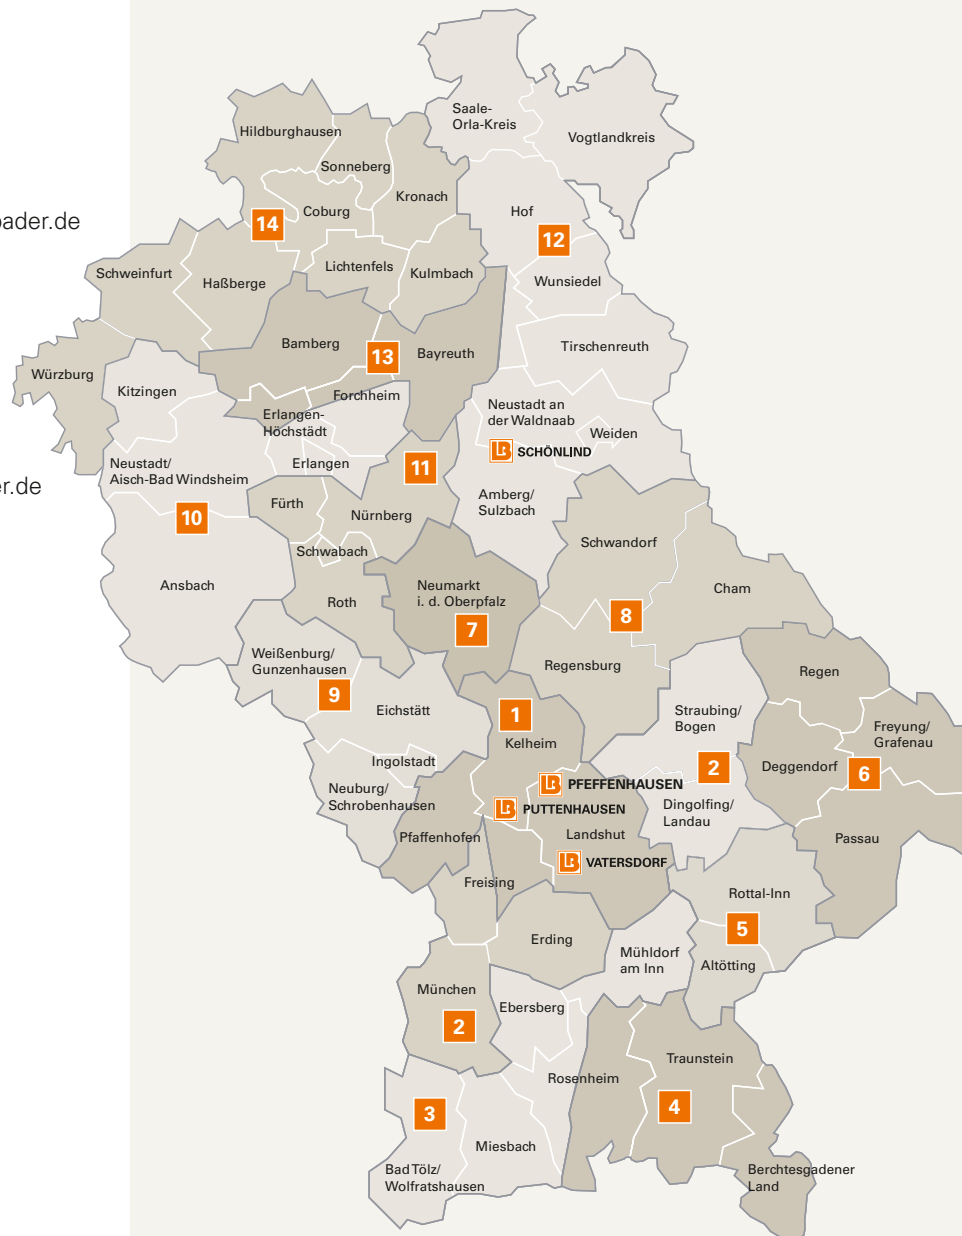 Saale-
Orla-Kreis
Vogtlandkreis
Hildburghausen
Sonneberg
Kronach
Coburg
Hof
14
12
ader.de
Schweinfurt
Haßberge
Lichtenfels
Kulmbach
Wunsiedel
Bamberg
13
Bayreuth
Tirschenreuth
Würzburg
Kitzingen
Forchheim
Erlangen-
Höchstädt
Neustadt an
der Waldnaab
Weiden
LB SCHÖNLIND
Neustadt/
Aisch-Bad Windsheim
Erlangen
11
er.de
Fürth
Nürnberg
Amberg/
Sulzbach
10
Schwabach
Schwandorf
Ansbach
Roth
Neumarkt
i. d. Oberpfalz
7
Cham
8
Weißenburg/
Gunzenhausen
9
Regensburg
Regen
Eichstätt
1
Kelheim
Straubing/
Bogen
2
Freyung/
Grafenau
Ingolstadt
Deggendorf
6
Neuburg/
Schrobenhausen
LB PFEFFENHAUSEN
LB PUTTENHAUSEN
Dingolfing/
Landau
Pfaffenhofen
Landshut
Passau
LB VATERSDORF
Freising
Rottal-Inn
5
Erding
Mühldorf
am Inn
Altötting
München
2
Ebersberg
Traunstein
Rosenheim
3
4
Miesbach
Bad Tölz/
Wolfratshausen
Berchtesgadener
Land